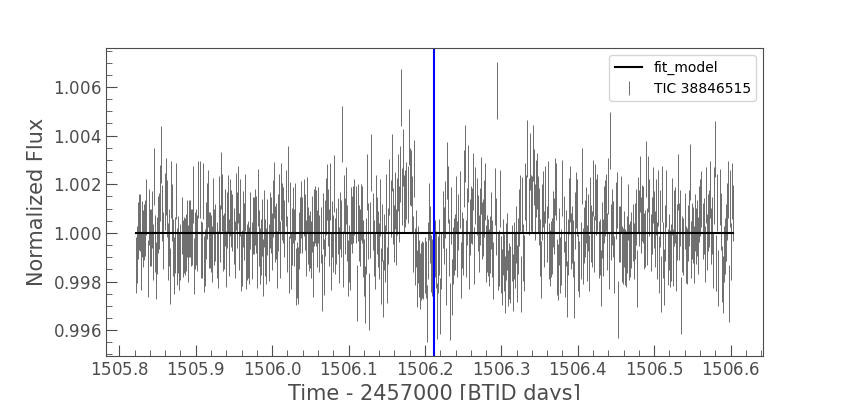 fit_model
TIC 38846515
Normalized Flux
1.006
1.004
1.002
1.000
0.998
0.996
1505.8 1505.9 1506.0 1506.1 1506.2 1506.3 1506.4 1506.5 1506.6
Time - 2457000 [BTJD days]